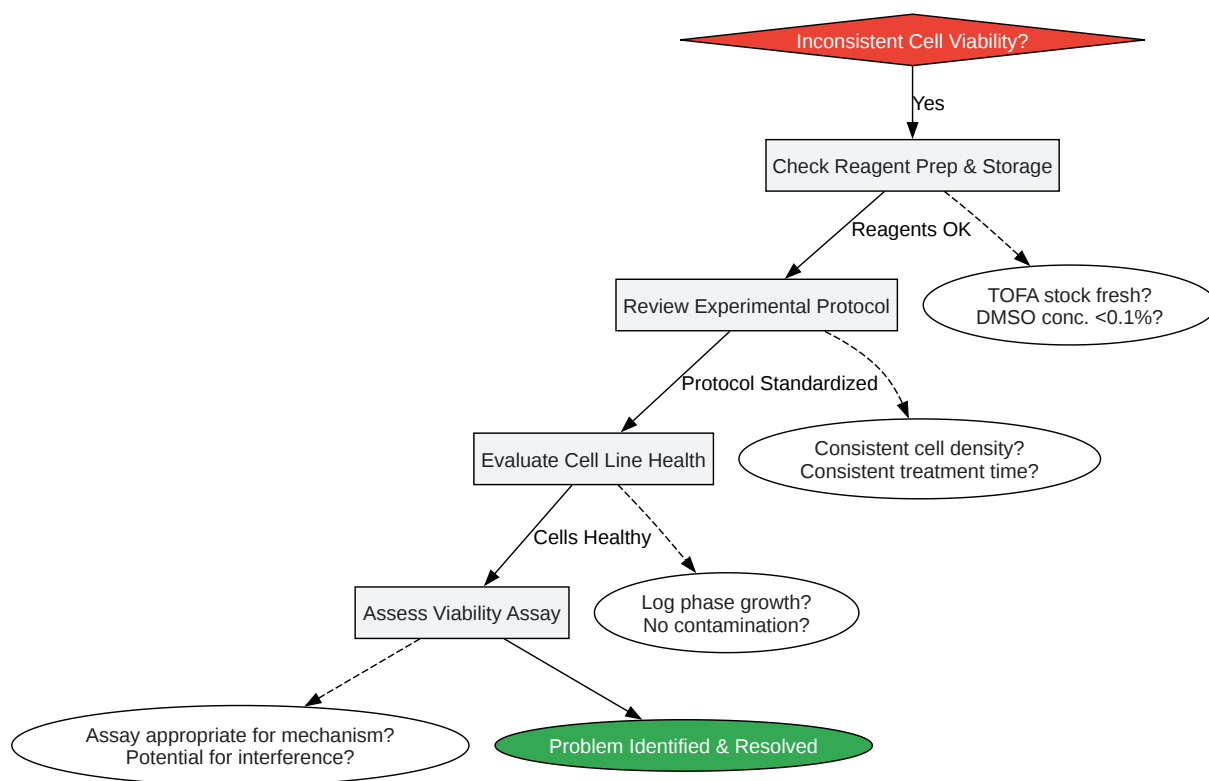 Inconsistent Cell Viability?
Yes
Check Reagent Prep & Storage
Reagents OK
TOFA stock fresh?
DMSO conc. <0.1%?
Review Experimental Protocol
Protocol Standardized
Consistent cell density?
Consistent treatment time?
Evaluate Cell Line Health
Cells Healthy
Log phase growth?
No contamination?
Assess Viability Assay
Assay appropriate for mechanism?
Potential for interference?
Problem Identified & Resolved